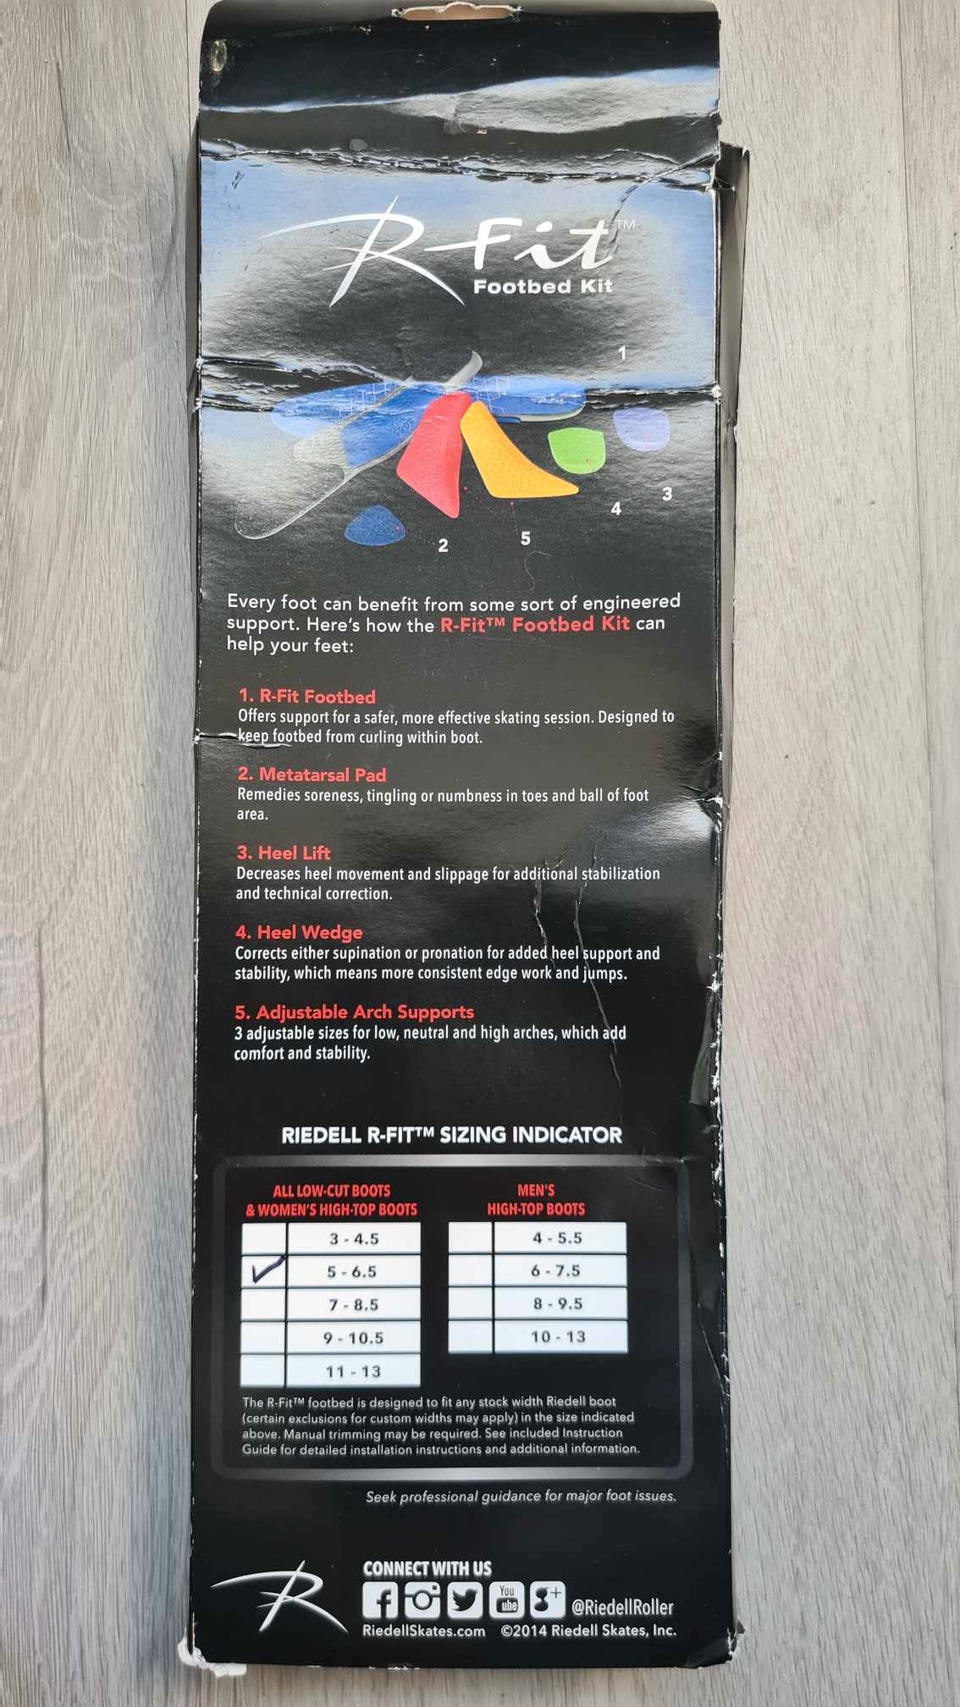 R-Fit™
Footbed Kit
1
3
4
5
2
Every foot can benefit from some sort of engineered
support. Here's how the R-Fit™ Footbed Kit can
help your feet:
1. R-Fit Footbed
Offers support for a safer, more effective skating session. Designed to
keep footbed from curling within boot.
2. Metatarsal Pad
Remedies soreness, tingling or numbness in toes and ball of foot
area.
3. Heel Lift
Decreases heel movement and slippage for additional stabilization
and technical correction.
4. Heel Wedge
Corrects either supination or pronation for added heel support and
stability, which means more consistent edge work and jumps.
5. Adjustable Arch Supports
3 adjustable sizes for low, neutral and high arches, which add
comfort and stability.
RIEDELL R-FIT™ SIZING INDICATOR
ALL LOW-CUT BOOTS
& WOMEN'S HIGH-TOP BOOTS
3 - 4.5
5 - 6.5
7 - 8.5
9 - 10.5
11 - 13
MEN'S
HIGH-TOP BOOTS
4 - 5.5
6 - 7.5
8 - 9.5
10 - 13
The R-Fit™ footbed is designed to fit any stock width Riedell boot
(certain exclusions for custom widths may apply) in the size indicated
above. Manual trimming may be required. See included Instruction
Guide for detailed installation instructions and additional information.
Seek professional guidance for major foot issues.
R
CONNECT WITH US
You
Tube
g+
@RiedellRoller
RiedellSkates.com ©2014 Riedell Skates, Inc.